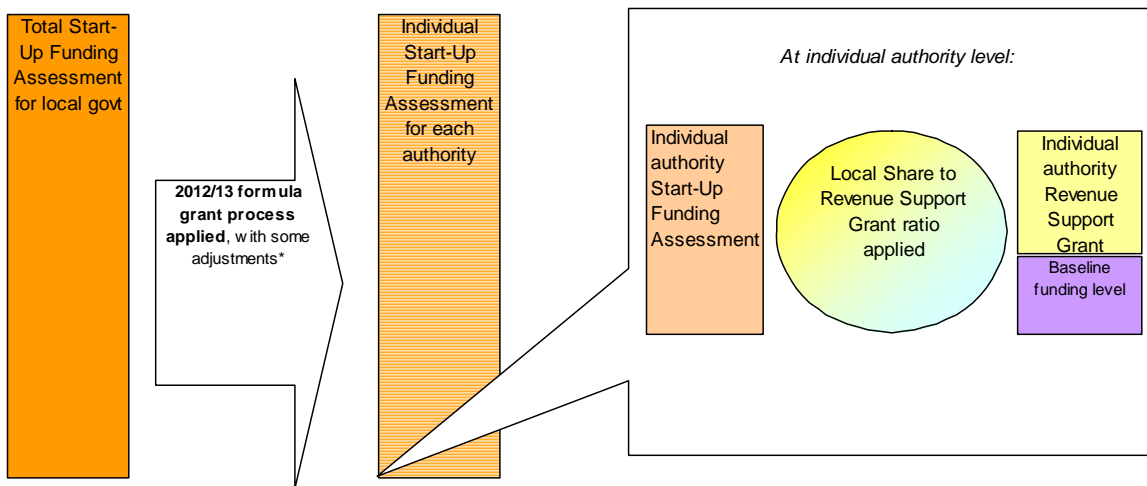 Total Start-
Up Funding
Assessment
for local govt
2012/13 formula
grant process
applied, with some
adjustments*
Individual
Start-Up
Funding
Assessment
for each
authority
At individual authority level:
Individual
authority
Start-Up
Funding
Assessment
Local Share to
Revenue Support
Grant ratio
applied
Individual
authority
Revenue
Support
Grant
Baseline
funding level